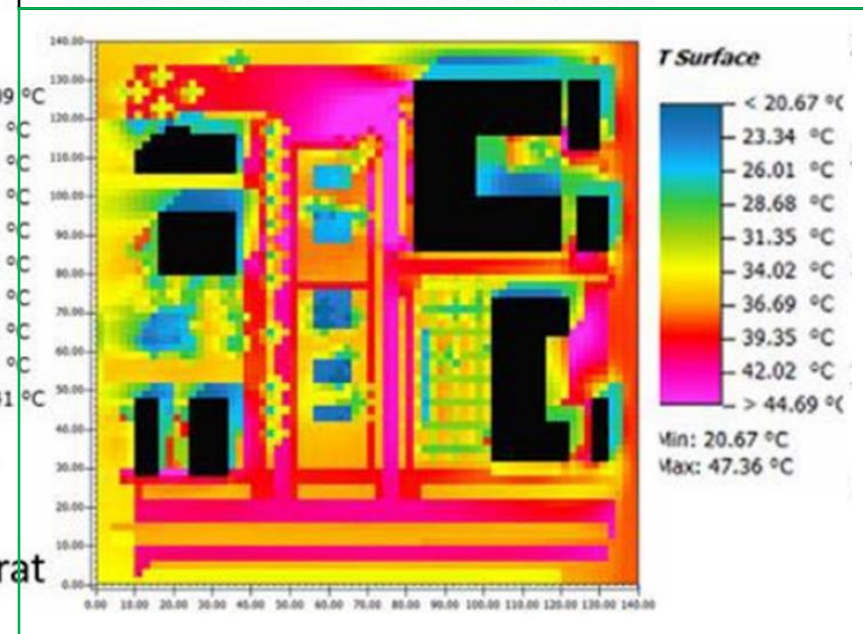 T Surface
140.00
130.00
120.00
110.00
100.00
90.00
80.00
70.00
60.00
50.00
40.00
30.00
20.00
10.00
0.00
0.00 10.00 20.00 30.00 40.00 50.00 60.00 70.00 80.00 90.00 100.00 110.00 120.00 130.00 140.00
< 20.67 °C
23.34 °C
26.01 °C
28.68 °C
31.35 °C
34.02 °C
36.69 °C
39.35 °C
42.02 °C
> 44.69 °C
Min: 20.67 °C
Max: 47.36 °C
9 °C
°C
°C
°C
°C
°C
°C
°C
°C
1 °C
rat